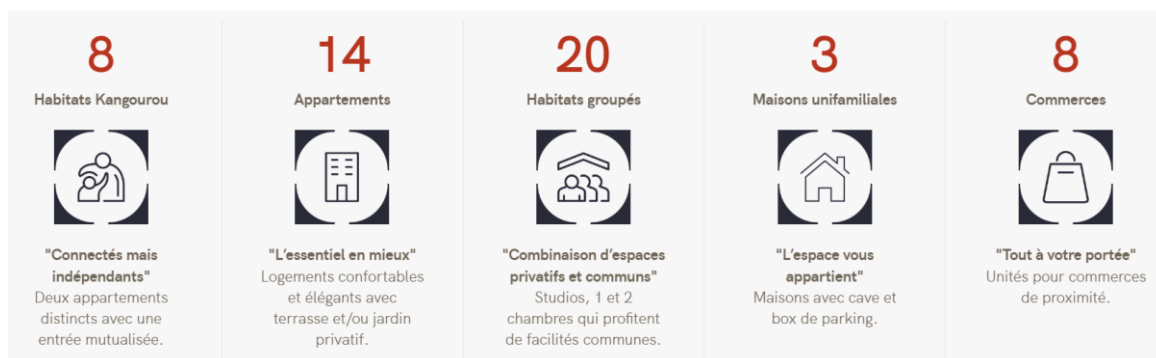 8
Habitats Kangourou
"Connectés mais
indépendants"
Deux appartements
distincts avec une
entrée mutualisée.
14
Appartements
"L'essentiel en mieux"
Logements confortables
et élégants avec
terrasse et/ou jardin
privatif.
20
Habitats groupés
"Combinaison d'espaces
privatifs et communs"
Studios, 1 et 2
chambres qui profitent
de facilités communes.
3
Maisons unifamiliales
"L'espace vous
appartient"
Maisons avec cave et
box de parking.
8
Commerces
"Tout à votre portée"
Unités pour commerces
de proximité.